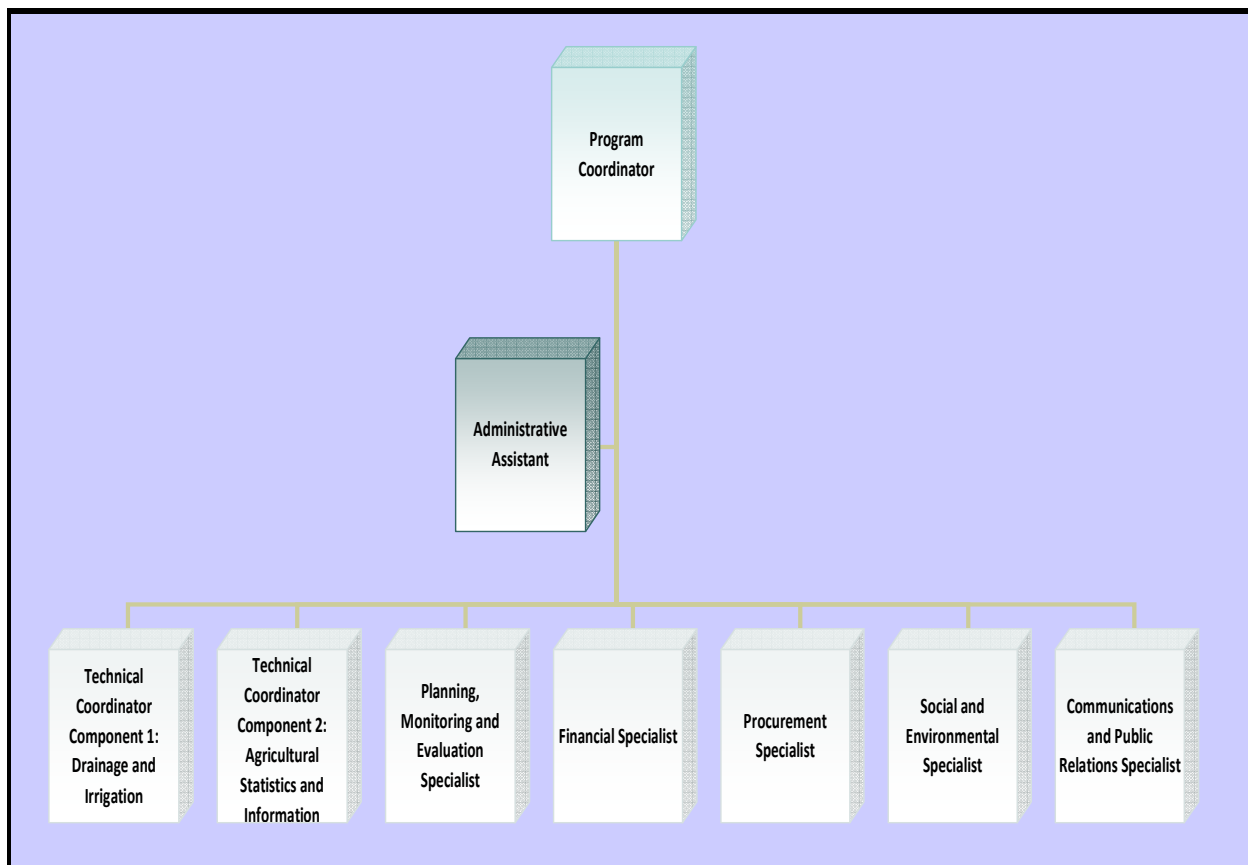 Program
Coordinator
Administrative
Assistant
Technical
Coordinator
Component 1:
Drainage and
Irrigation
Technical
Coordinator
Component 2:
Agricultural
Statistics and
Information
Planning,
Monitoring and
Evaluation
Specialist
Financial Specialist
Procurement
Specialist
Social and
Environmental
Specialist
Communications
and Public
Relations Specialist